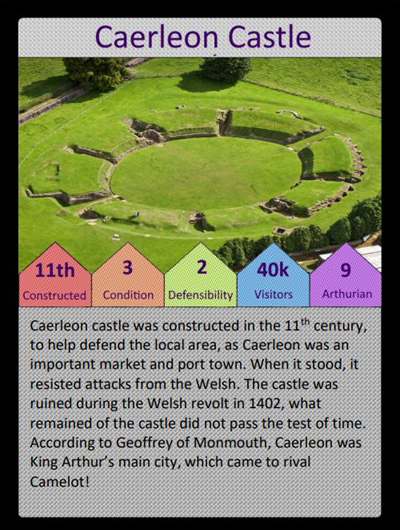 Caerleon Castle
11th
Constructed
3
Condition
2
Defensibility
40k
Visitors
9
Arthurian
Caerleon castle was constructed in the 11th century,
to help defend the local area, as Caerleon was an
important market and port town. When it stood, it
resisted attacks from the Welsh. The castle was
ruined during the Welsh revolt in 1402, what
remained of the castle did not pass the test of time.
According to Geoffrey of Monmouth, Caerleon was
King Arthur's main city, which came to rival
Camelot!